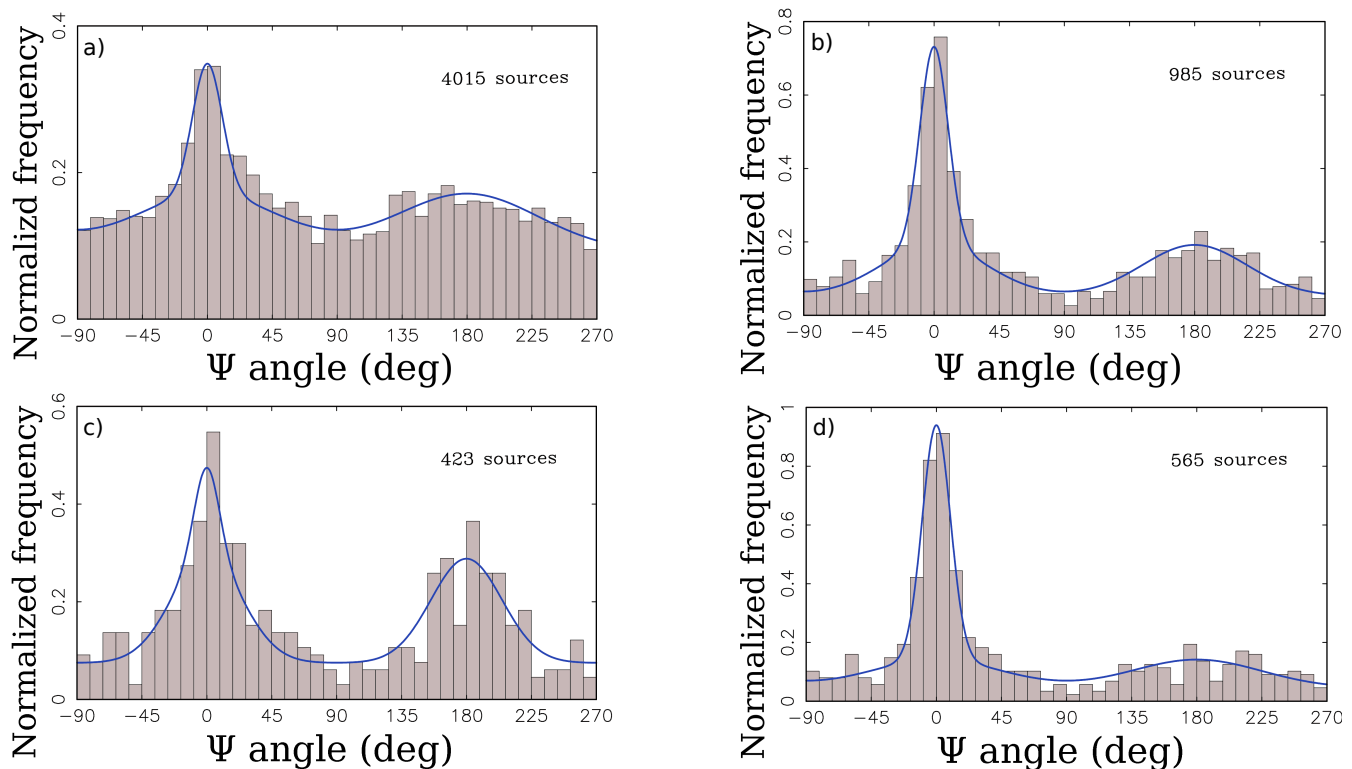 a)
4015 sources
Normalizd frequency
0.4
0.2
0
−90 −45 0 45 90 135 180 225 270
Ψ angle (deg)
b)
985 sources
Normalized frequency
0.8
0.6
0.4
0.2
0
−90 −45 0 45 90 135 180 225 270
Ψ angle (deg)
c)
423 sources
Normalized frequency
0.6
0.4
0.2
0
−90 −45 0 45 90 135 180 225 270
Ψ angle (deg)
d)
565 sources
Normalized frequency
1
0.8
0.6
0.4
0.2
0
−90 −45 0 45 90 135 180 225 270
Ψ angle (deg)